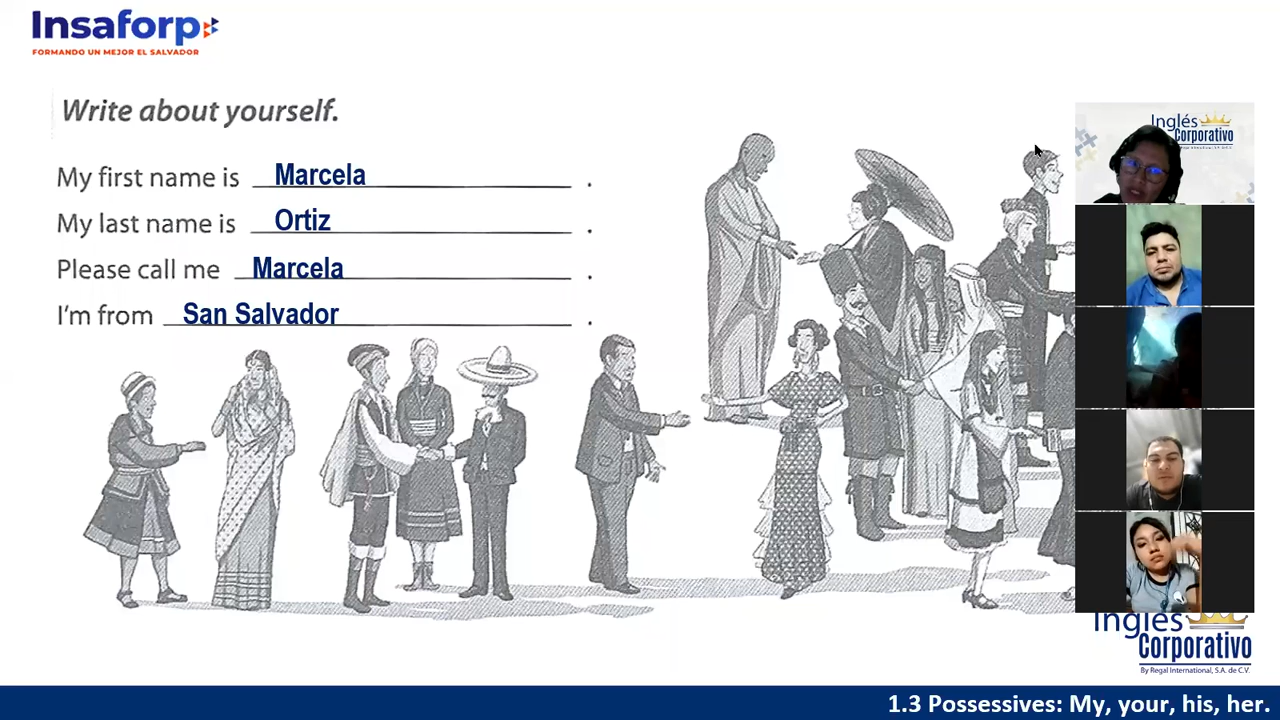 Insaforp
FORMANDO UN MEJOR EL SALVADOR
Write about yourself.
My first name is Marcela .
My last name is Ortiz .
Please call me Marcela .
I'm from San Salvador .
Inglés
Corporativo
Inglés
Corporativo
By Regal International, S.A. de C.V.
1.3 Possessives: My, your, his, her.